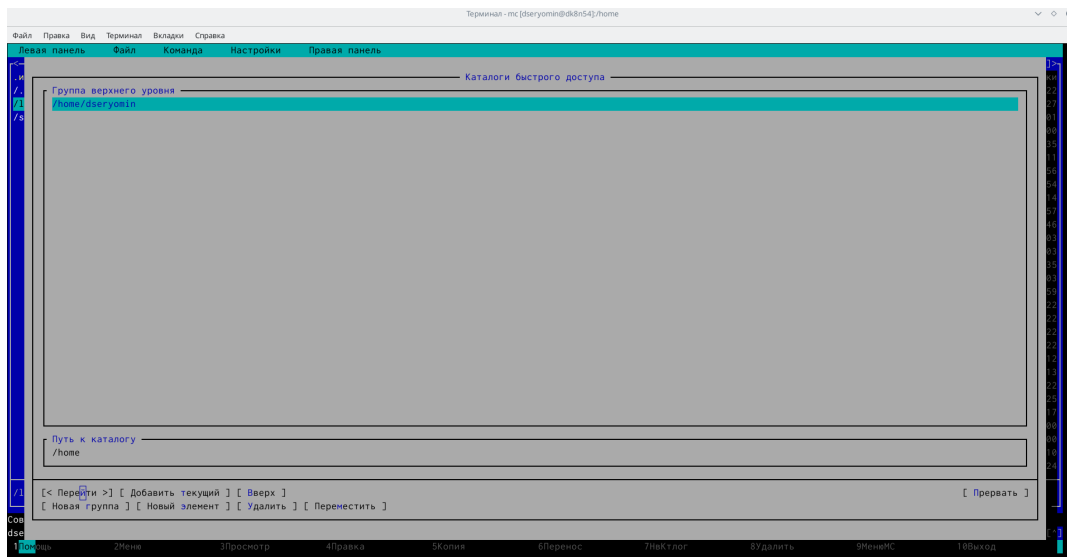 Терминал - mc [dseryomin@dk8n54]:/home
Файл Правка Вид Терминал Вкладки Справка
Левая панель Файл Команда Настройки Правая панель
Каталоги быстрого доступа
Группа верхнего уровня
/home/dseryomin
Путь к каталогу
/home
[< Перейти >] [ Добавить текущий ] [ Вверх ] [ Прервать ]
[ Новая группа ] [ Новый элемент ] [ Удалить ] [ Переместить ]
Сов
dse
1Помощь 2Меню 3Просмотр 4Правка 5Копия 6Перенос 7НвКтлог 8Удалить 9МенюMC 10Выход